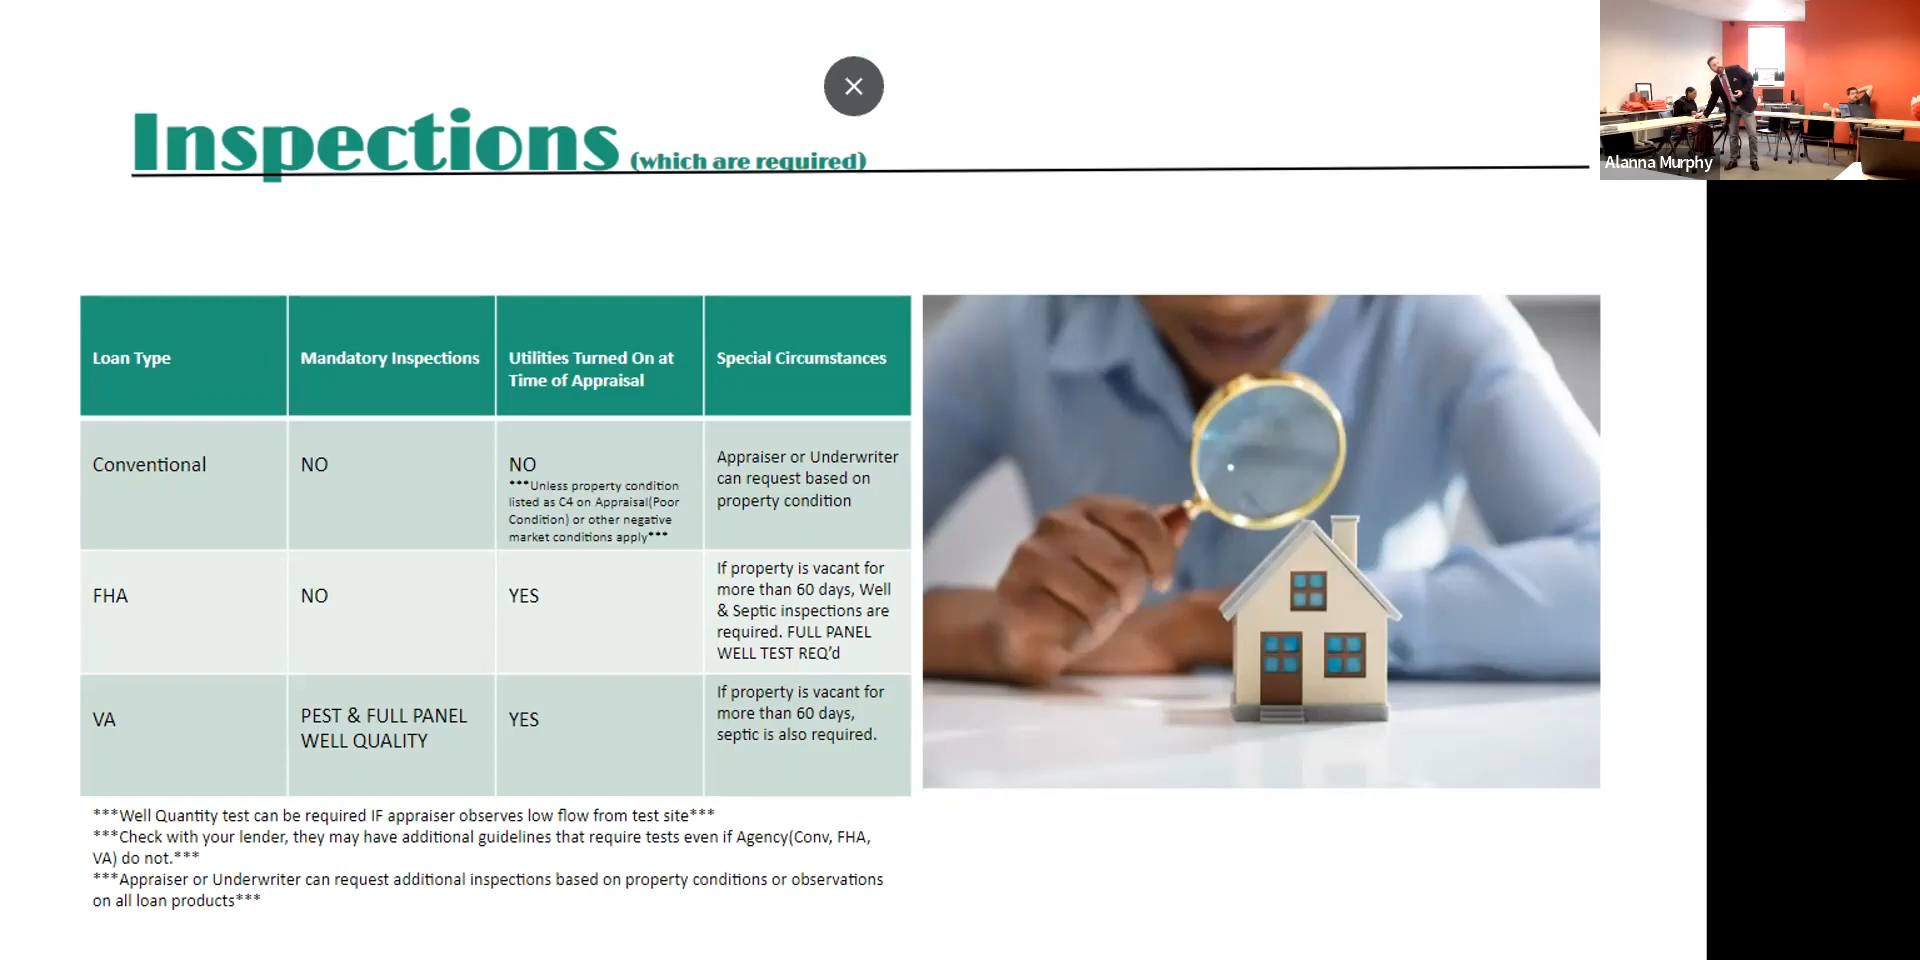 Inspections (which are required)
Alanna Murphy
Loan Type
Mandatory Inspections
Utilities Turned On at
Time of Appraisal
Special Circumstances
Conventional
NO
NO
***Unless property condition
listed as C4 on Appraisal(Poor
Condition) or other negative
market conditions apply***
Appraiser or Underwriter
can request based on
property condition
FHA
NO
YES
If property is vacant for
more than 60 days, Well
& Septic inspections are
required. FULL PANEL
WELL TEST REQ’d
VA
PEST & FULL PANEL
WELL QUALITY
YES
If property is vacant for
more than 60 days,
septic is also required.
***Well Quantity test can be required IF appraiser observes low flow from test site***
***Check with your lender, they may have additional guidelines that require tests even if Agency(Conv, FHA,
VA) do not.***
***Appraiser or Underwriter can request additional inspections based on property conditions or observations
on all loan products***